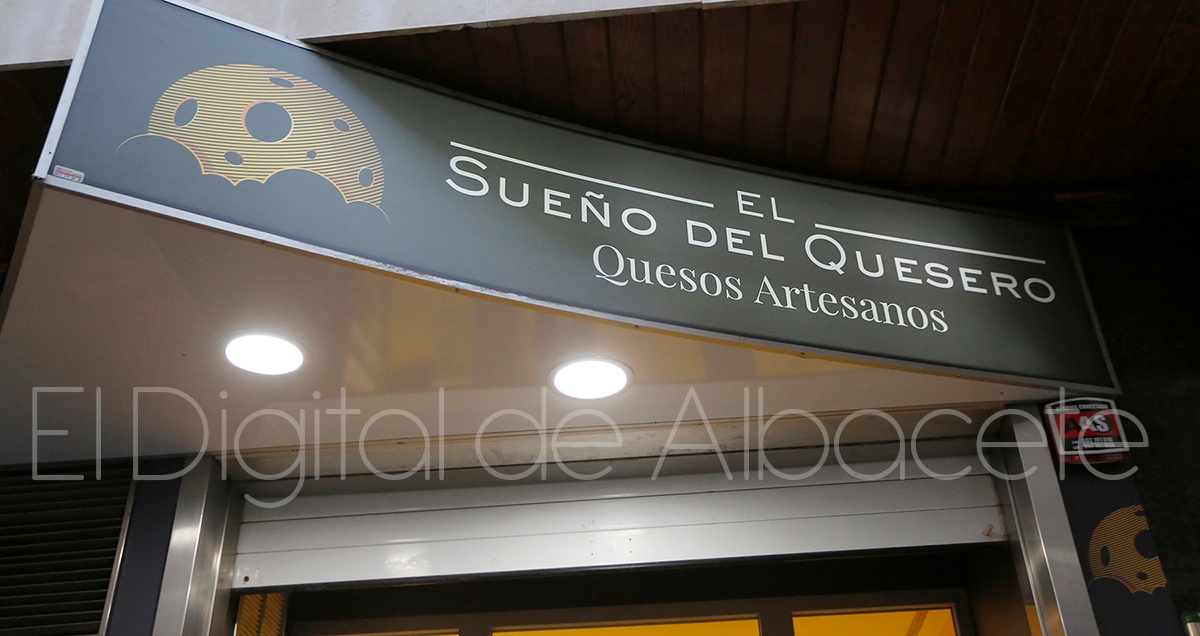 EL
SUEÑO DEL QUESERO
Quesos Artesanos
El Digital de Albacete